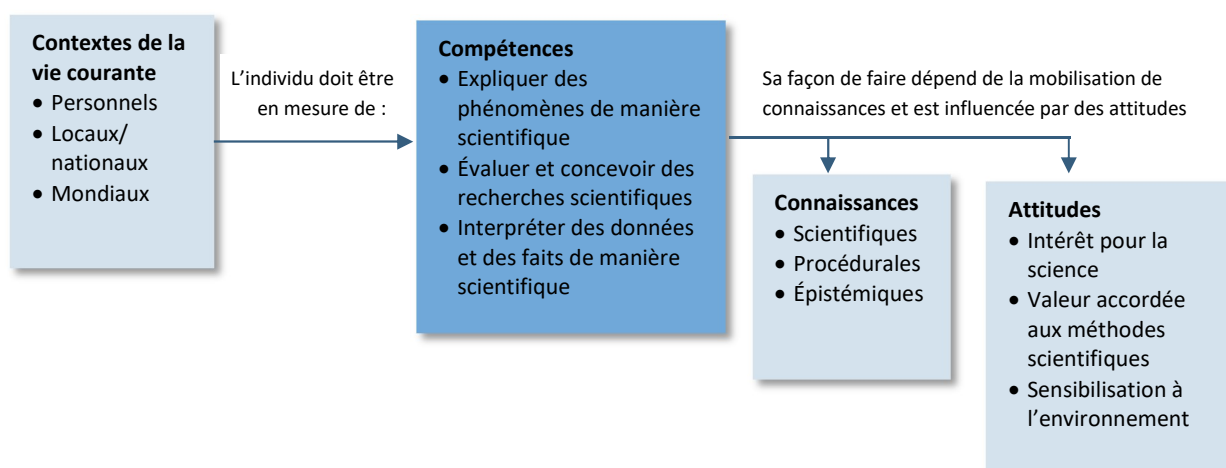 Contextes de la
vie courante
• Personnels
• Locaux/
nationaux
• Mondiaux
L’individu doit être
en mesure de :
Compétences
• Expliquer des
phénomènes de manière
scientifique
• Évaluer et concevoir des
recherches scientifiques
• Interpréter des données
et des faits de manière
scientifique
Sa façon de faire dépend de la mobilisation de
connaissances et est influencée par des attitudes
Connaissances
• Scientifiques
• Procédurales
• Épistémiques
Attitudes
• Intérêt pour la
science
• Valeur accordée
aux méthodes
scientifiques
• Sensibilisation à
l’environnement